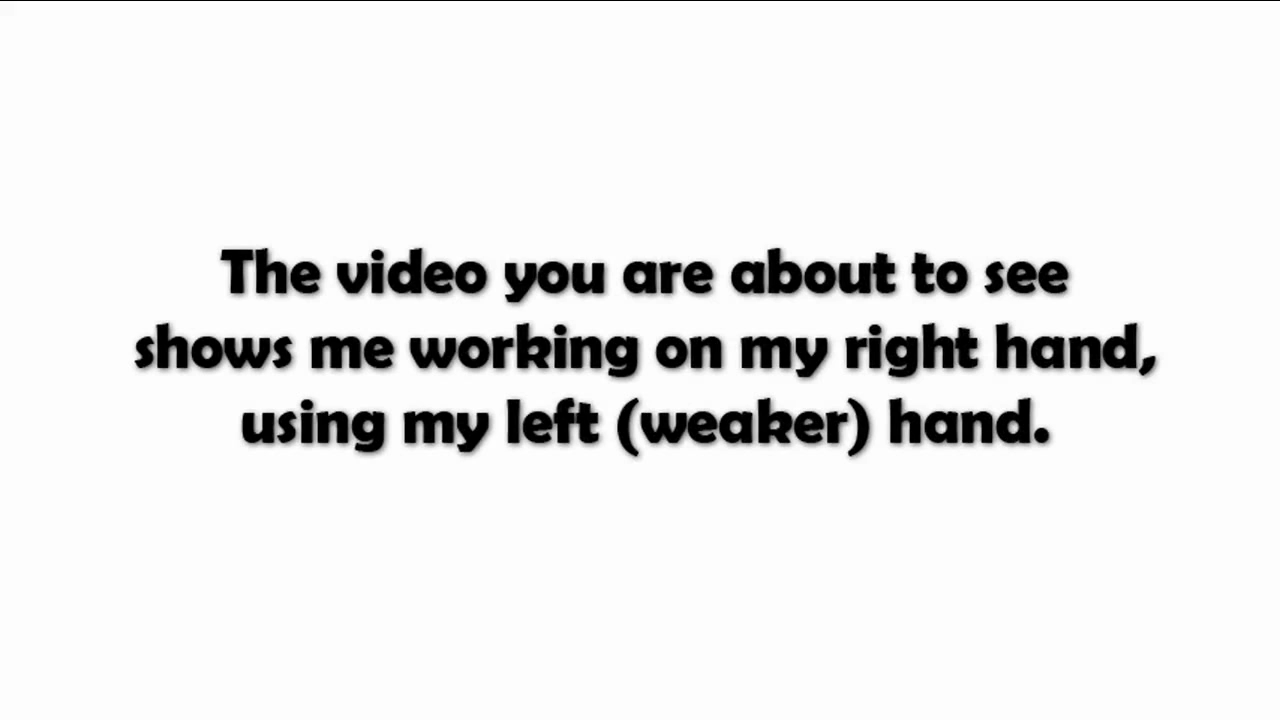 The video you are about to see
shows me working on my right hand,
using my left (weaker) hand.